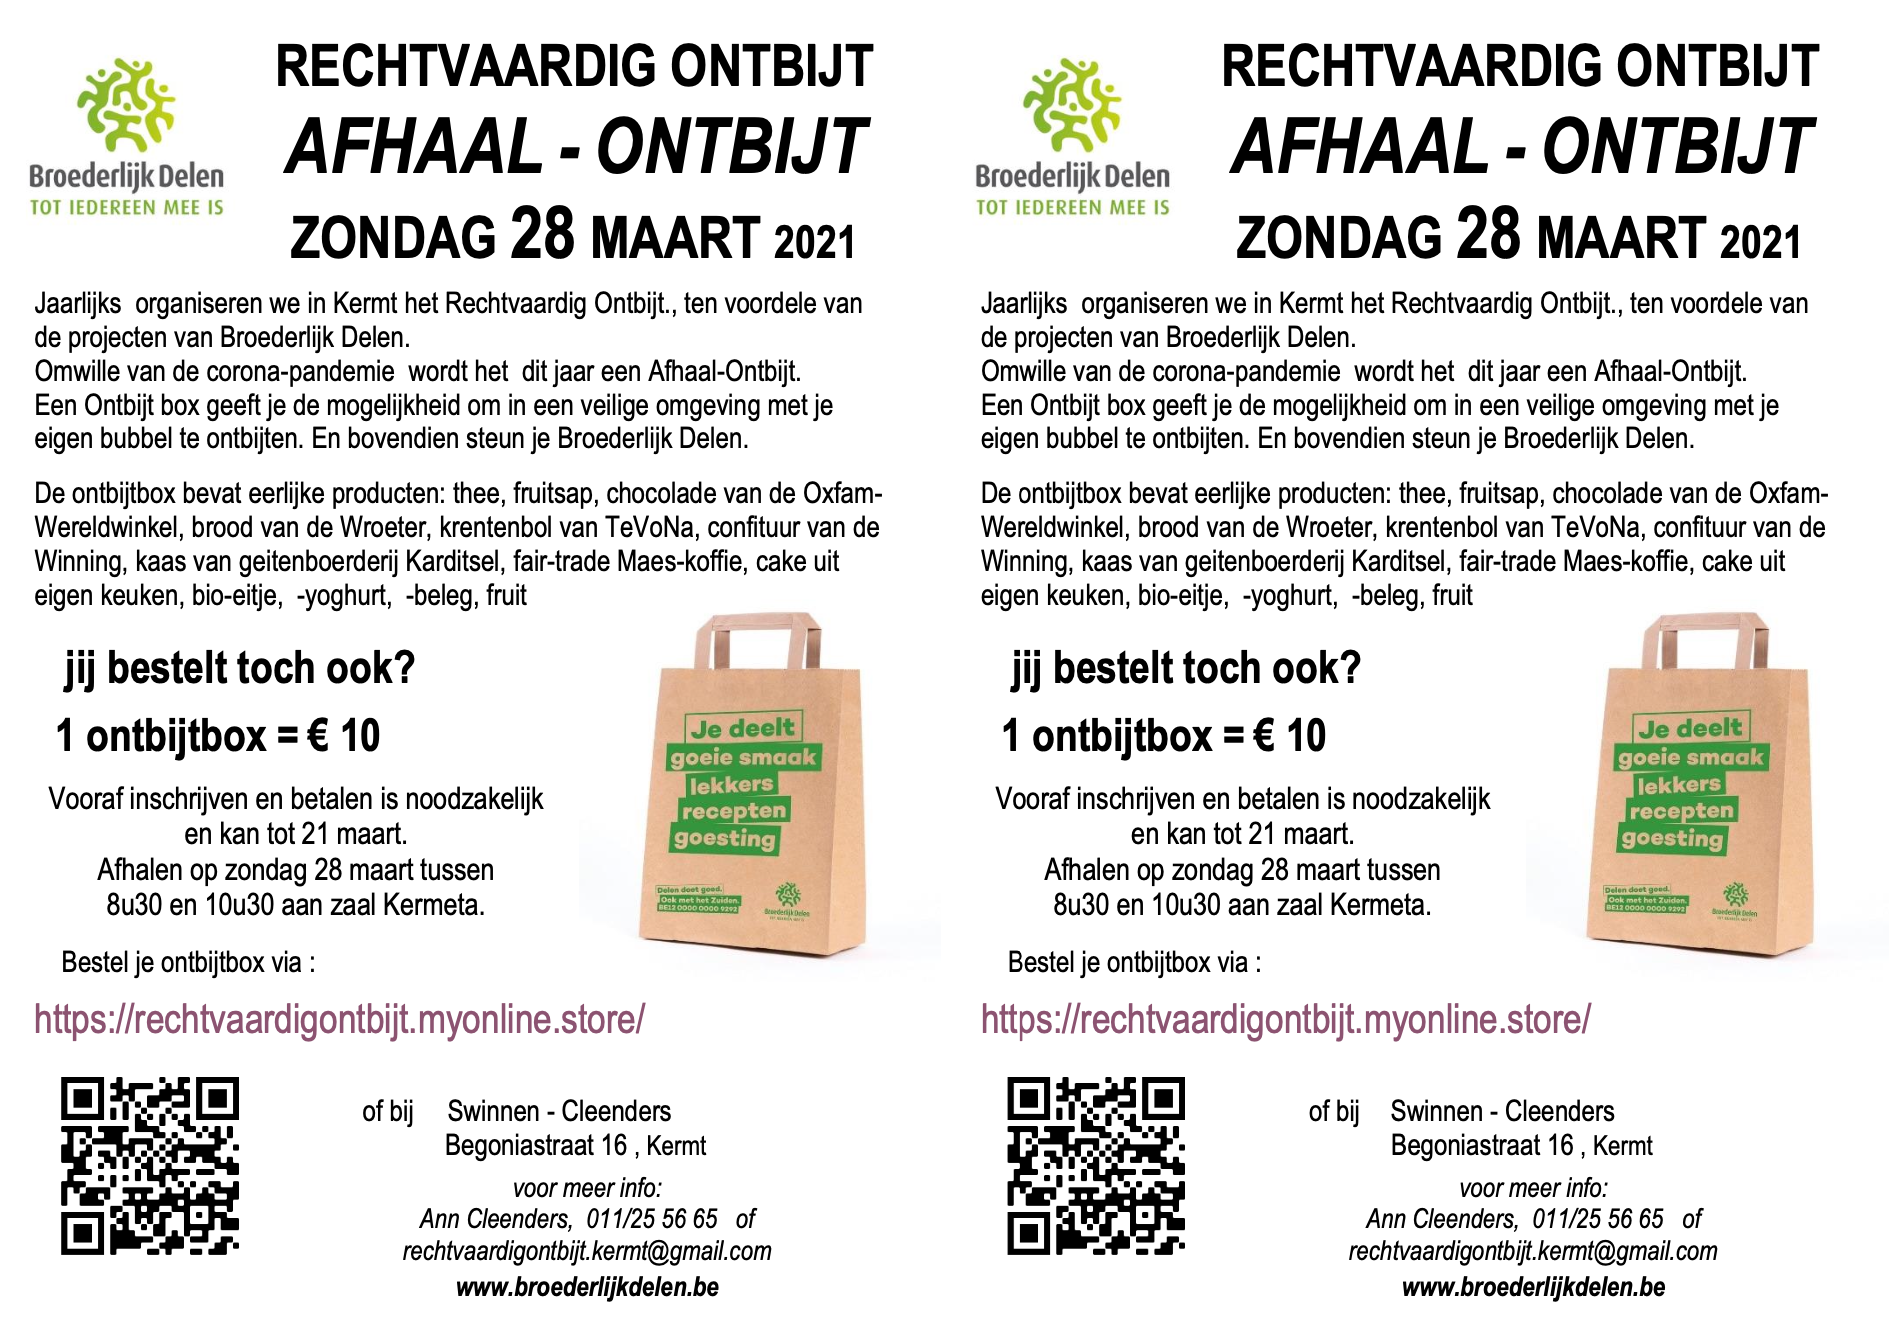 Broederlijk Delen
TOT IEDEREEN MEE IS
RECHTVAARDIG ONTBIJT
AFHAAL - ONTBIJT
ZONDAG 28 MAART 2021
Jaarlijks  organiseren we in Kermt het Rechtvaardig Ontbijt., ten voordele van
de projecten van Broederlijk Delen.
Omwille van de corona-pandemie  wordt het  dit jaar een Afhaal-Ontbijt.
Een Ontbijt box geeft je de mogelijkheid om in een veilige omgeving met je
eigen bubbel te ontbijten. En bovendien steun je Broederlijk Delen.
De ontbijtbox bevat eerlijke producten: thee, fruitsap, chocolade van de Oxfam-
Wereldwinkel, brood van de Wroeter, krentenbol van TeVoNa, confituur van de
Winning, kaas van geitenboerderij Karditsel, fair-trade Maes-koffie, cake uit
eigen keuken, bio-eitje,  -yoghurt,  -beleg, fruit
jij bestelt toch ook?
1 ontbijtbox = € 10
Vooraf inschrijven en betalen is noodzakelijk
en kan tot 21 maart.
Afhalen op zondag 28 maart tussen
8u30 en 10u30 aan zaal Kermeta.
Je deelt
goeie smaak
lekkers
recepten
goesting
Delen doet goed.
Ook met het Zuiden.
BE12 0000 0000 9292
Broederlijk Delen
TOT IEDEREEN MEE IS
Bestel je ontbijtbox via :
https://rechtvaardigontbijt.myonline.store/
of bij Swinnen - Cleenders
Begoniastraat 16 , Kermt
voor meer info:
Ann Cleenders,  011/25 56 65   of
rechtvaardigontbijt.kermt@gmail.com
www.broederlijkdelen.be
Broederlijk Delen
TOT IEDEREEN MEE IS
RECHTVAARDIG ONTBIJT
AFHAAL - ONTBIJT
ZONDAG 28 MAART 2021
Jaarlijks  organiseren we in Kermt het Rechtvaardig Ontbijt., ten voordele van
de projecten van Broederlijk Delen.
Omwille van de corona-pandemie  wordt het  dit jaar een Afhaal-Ontbijt.
Een Ontbijt box geeft je de mogelijkheid om in een veilige omgeving met je
eigen bubbel te ontbijten. En bovendien steun je Broederlijk Delen.
De ontbijtbox bevat eerlijke producten: thee, fruitsap, chocolade van de Oxfam-
Wereldwinkel, brood van de Wroeter, krentenbol van TeVoNa, confituur van de
Winning, kaas van geitenboerderij Karditsel, fair-trade Maes-koffie, cake uit
eigen keuken, bio-eitje,  -yoghurt,  -beleg, fruit
jij bestelt toch ook?
1 ontbijtbox = € 10
Vooraf inschrijven en betalen is noodzakelijk
en kan tot 21 maart.
Afhalen op zondag 28 maart tussen
8u30 en 10u30 aan zaal Kermeta.
Je deelt
goeie smaak
lekkers
recepten
goesting
Delen doet goed.
Ook met het Zuiden.
BE12 0000 0000 9292
Broederlijk Delen
TOT IEDEREEN MEE IS
Bestel je ontbijtbox via :
https://rechtvaardigontbijt.myonline.store/
of bij Swinnen - Cleenders
Begoniastraat 16 , Kermt
voor meer info:
Ann Cleenders,  011/25 56 65   of
rechtvaardigontbijt.kermt@gmail.com
www.broederlijkdelen.be